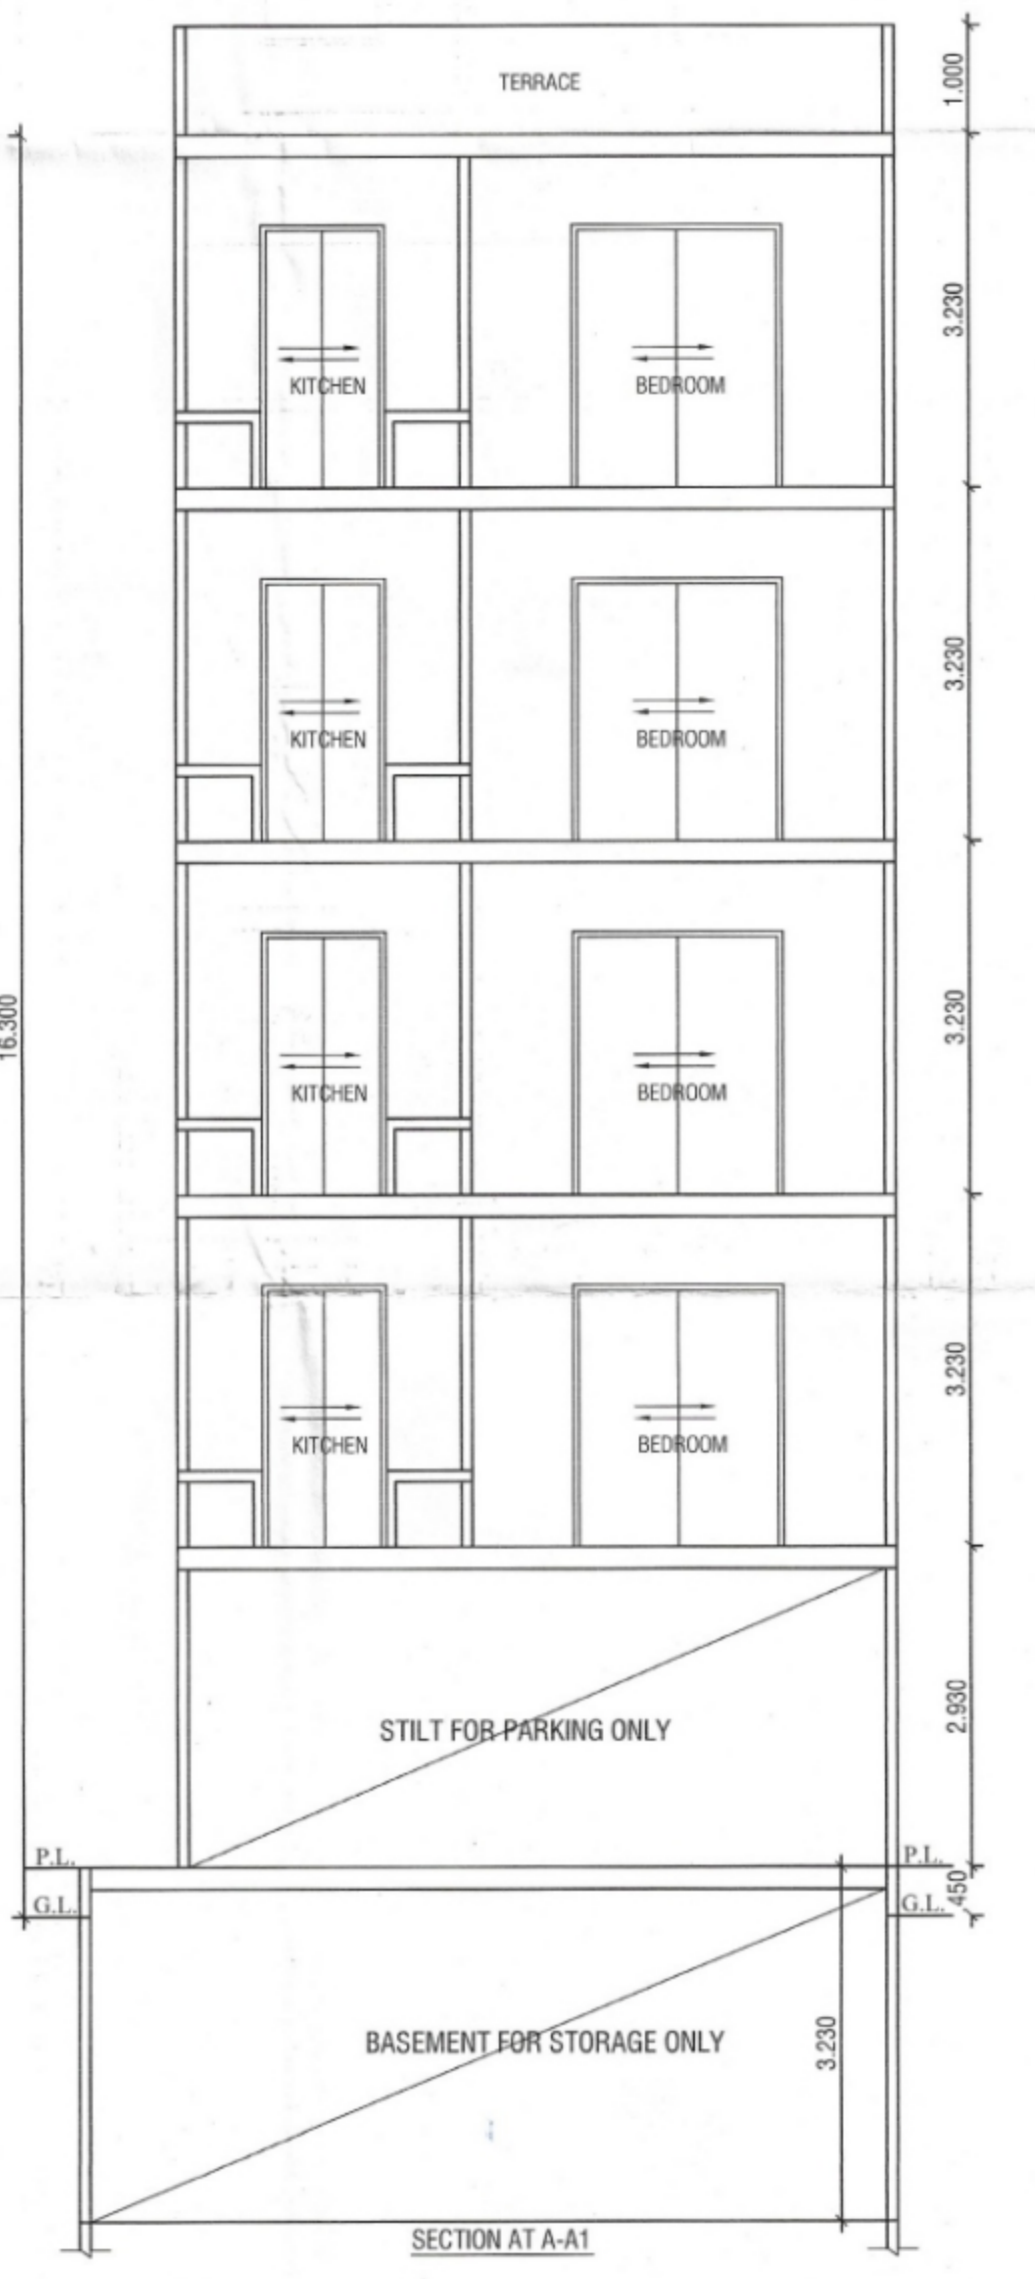 TERRACE
1.000
KITCHEN
BEDROOM
3.230
KITCHEN
BEDROOM
3.230
16.300
KITCHEN
BEDROOM
3.230
KITCHEN
BEDROOM
3.230
STILT FOR PARKING ONLY
2.930
P.L.
P.L.
G.L.
G.L.
450
BASEMENT FOR STORAGE ONLY
3.230
SECTION AT A-A1